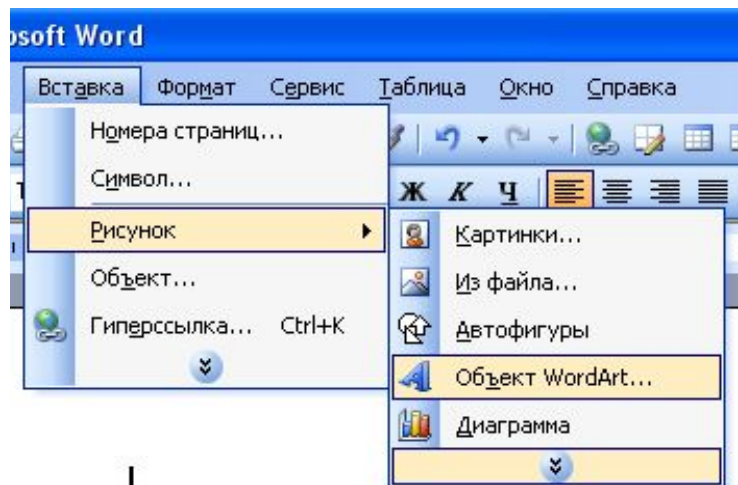 osoft Word
Вставка Формат Сервис Таблица Окно Справка
Номера страниц...
Символ...
Ж К Ч
Рисунок
Картинки...
Объект...
Из файла...
Гиперссылка... Ctrl+K
Автофигуры
Объект WordArt...
Диаграмма